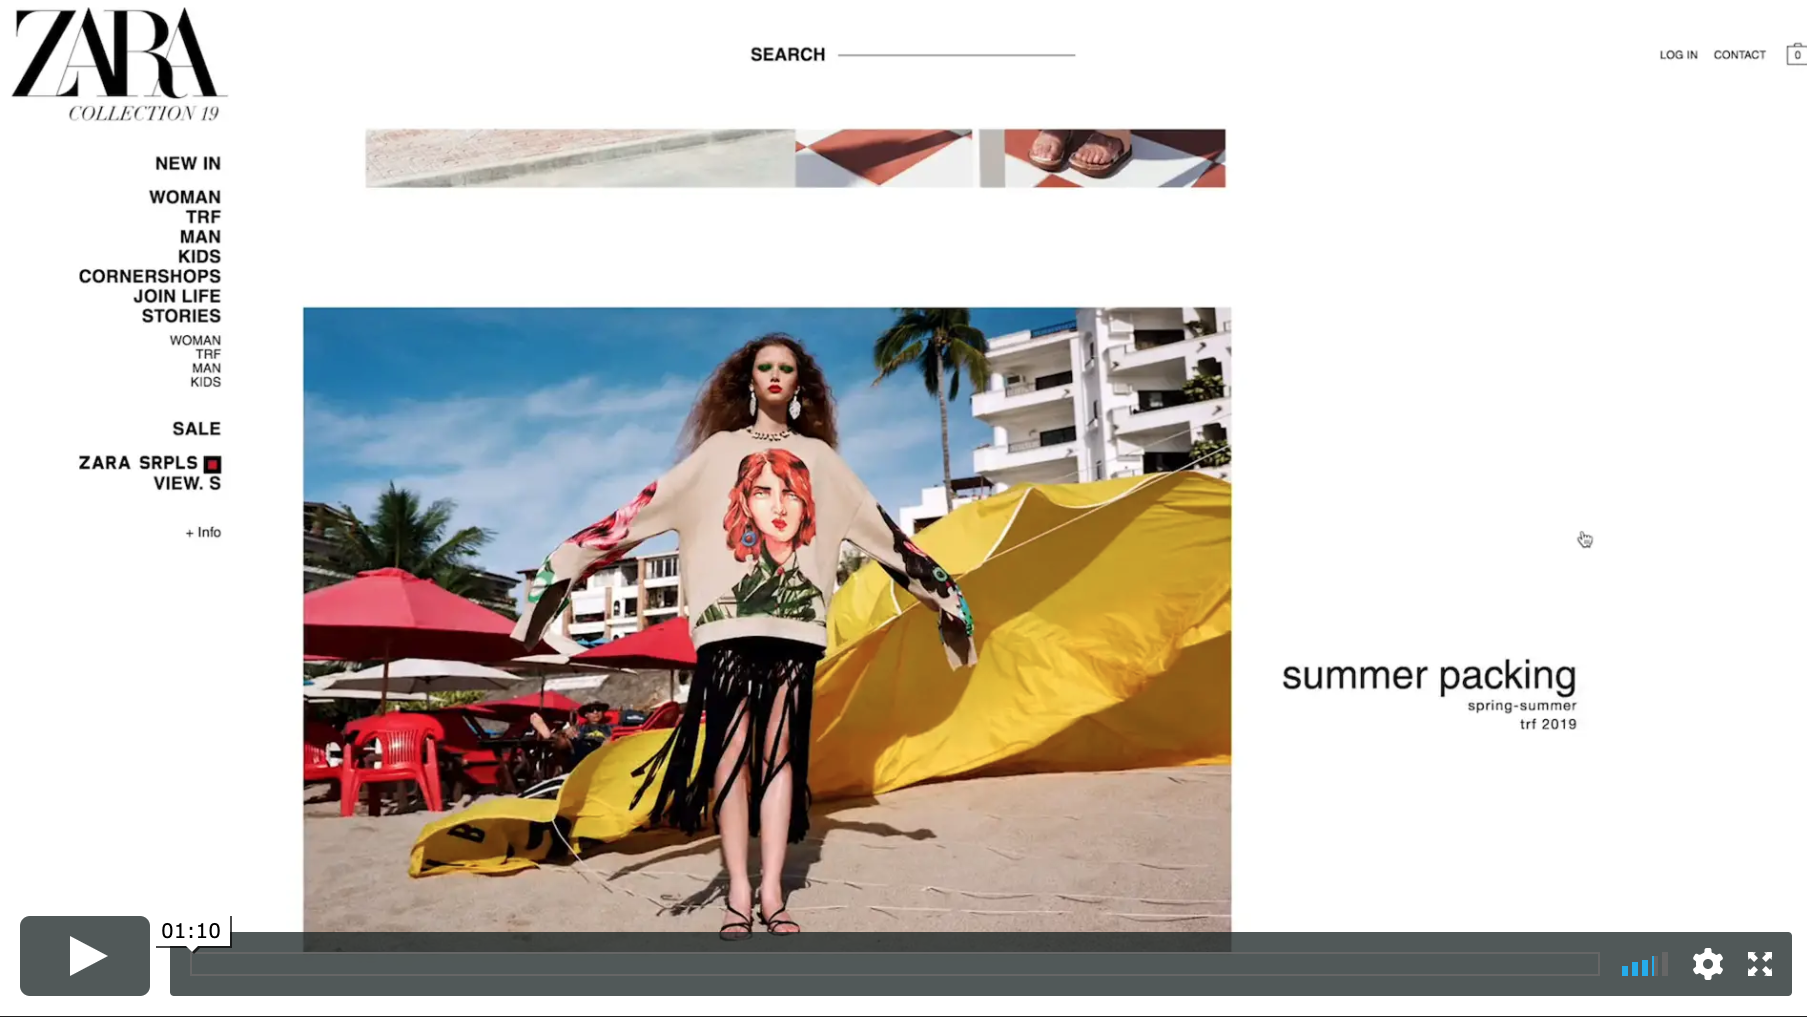 ZARA
COLLECTION 19
SEARCH
LOG IN
CONTACT
0
NEW IN
WOMAN
TRF
MAN
KIDS
CORNERSHOPS
JOIN LIFE
STORIES
WOMAN
TRF
MAN
KIDS
SALE
ZARA SRPLS
VIEW. S
+ Info
summer packing
spring-summer
trf 2019
01:10